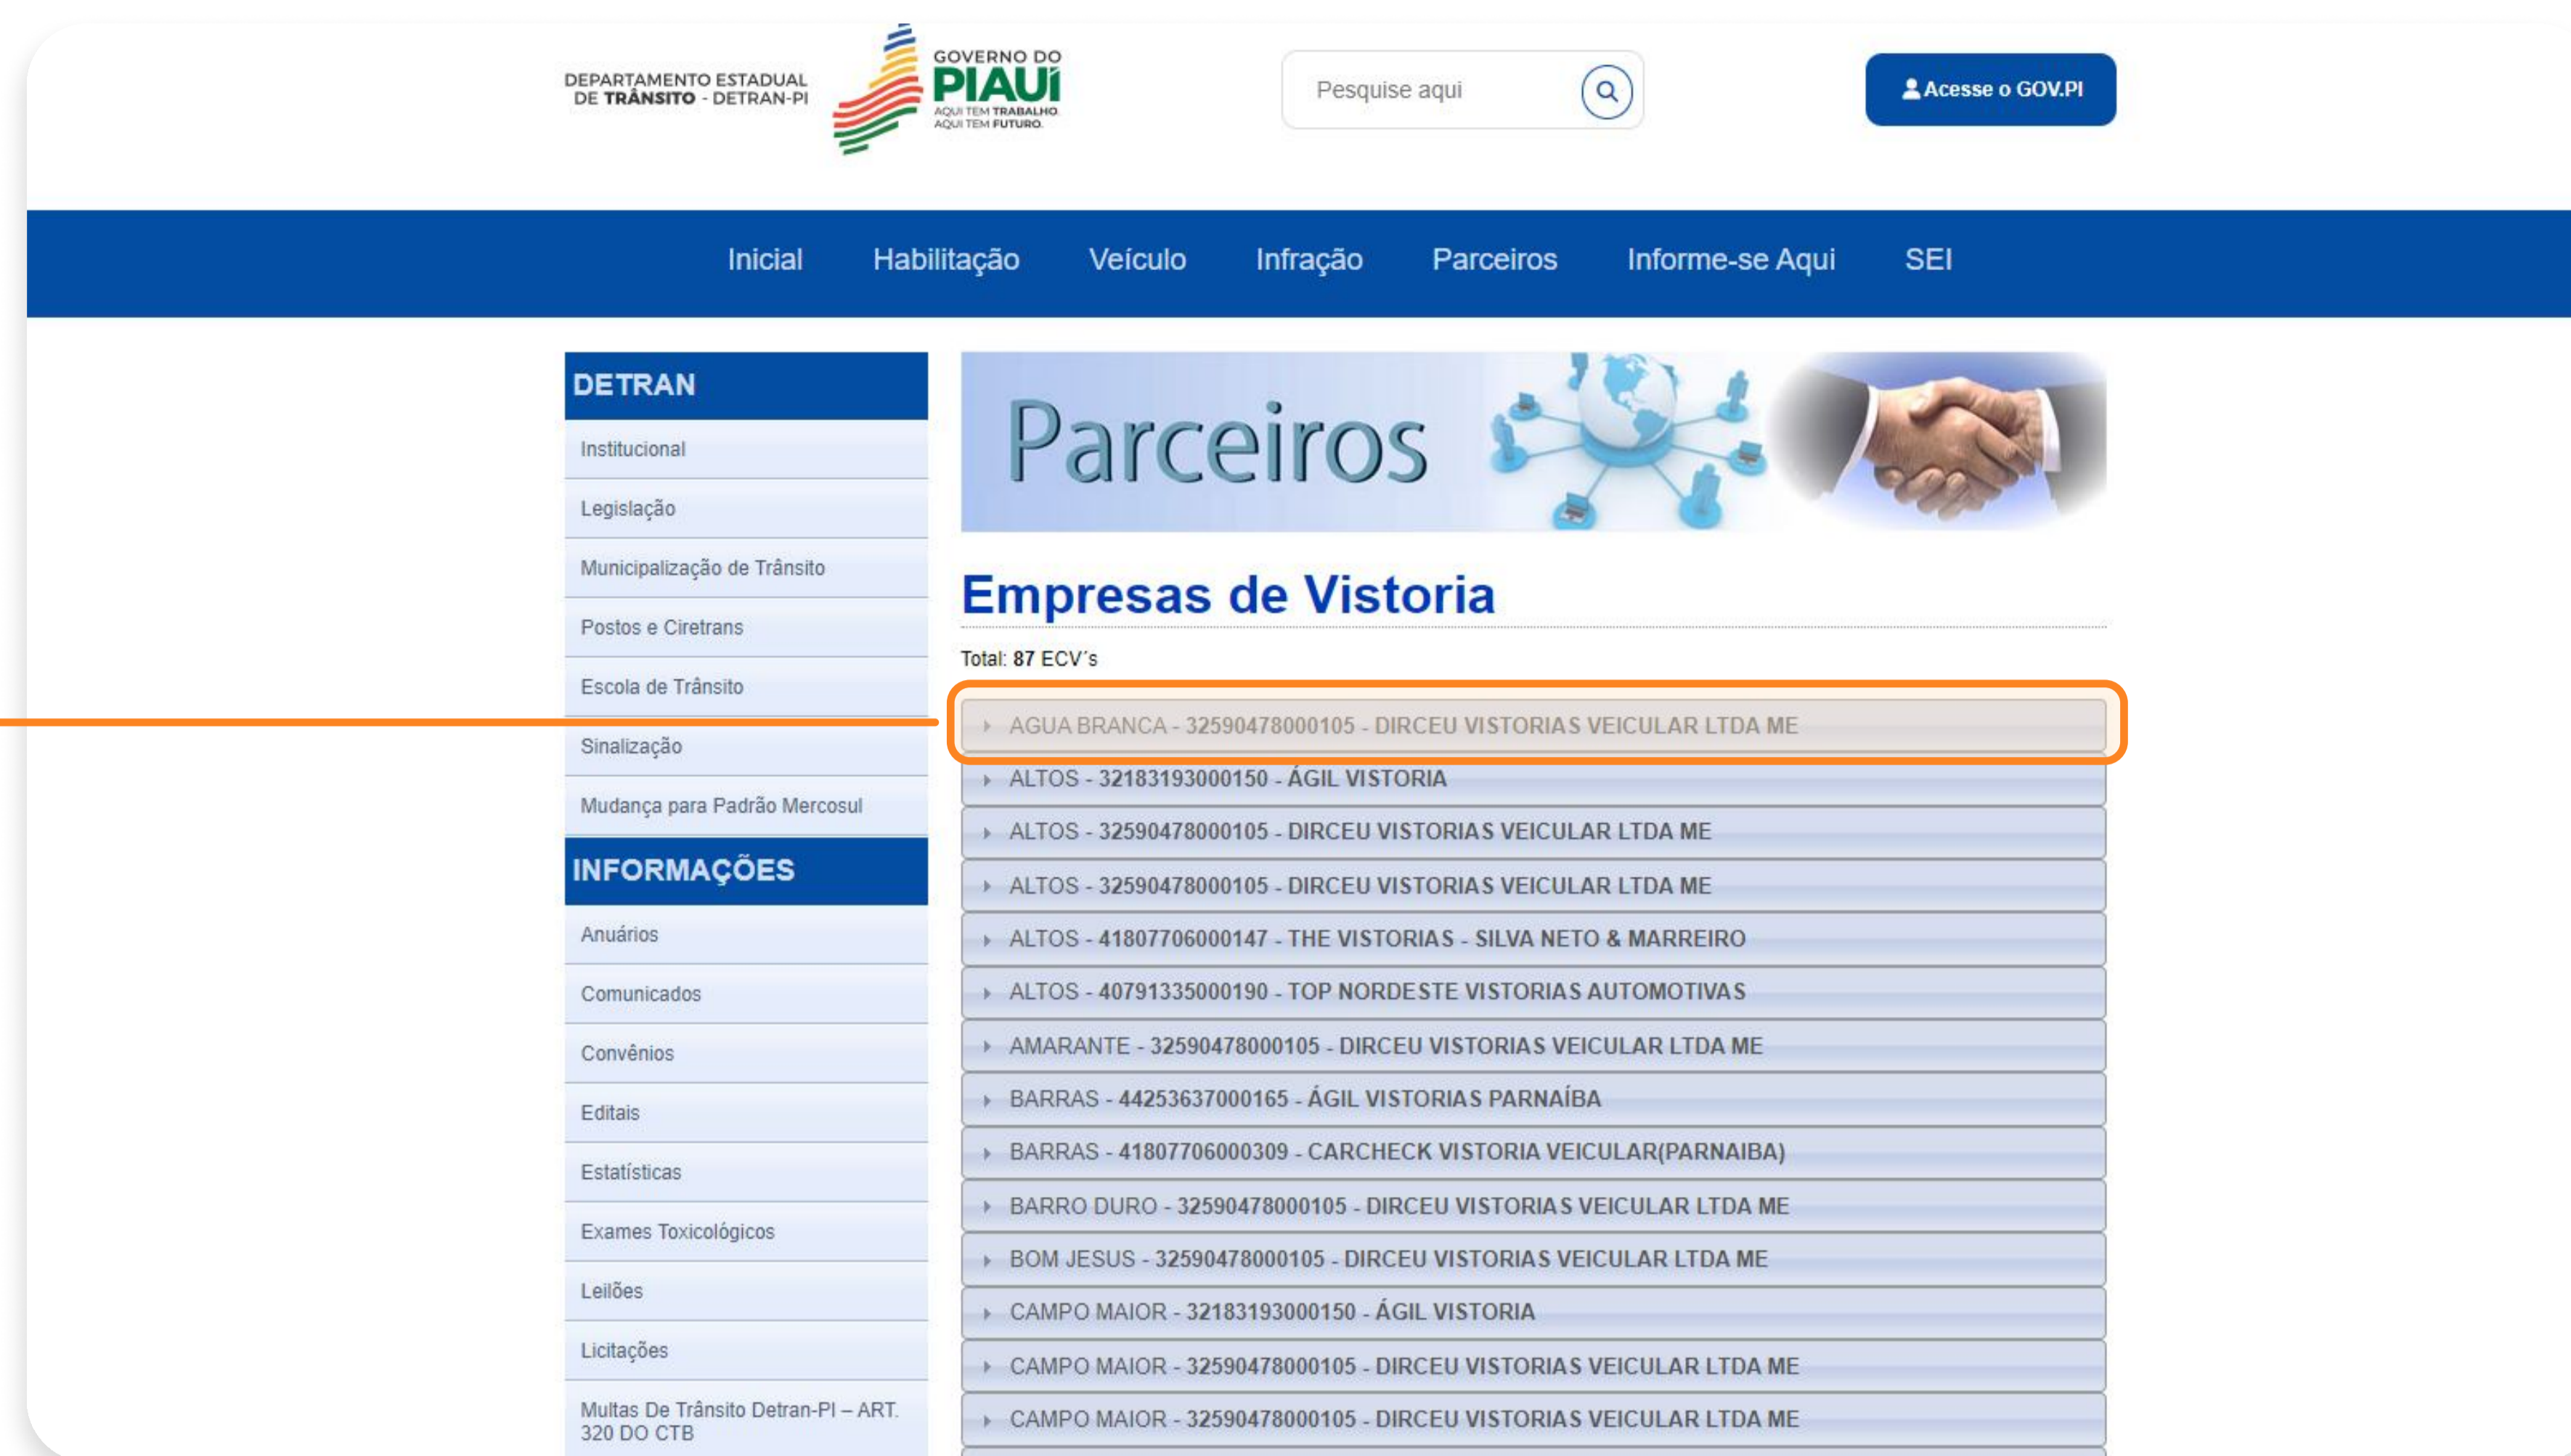 DEPARTAMENTO ESTADUAL
DE TRÂNSITO - DETRAN-PI
GOVERNO DO
PIAUÍ
AQUI TEM TRABALHO.
AQUI TEM FUTURO.
Pesquise aqui
Acesse o GOV.PI
Inicial Habilitação Veículo Infração Parceiros Informe-se Aqui SEI
DETRAN
Institucional
Legislação
Municipalização de Trânsito
Postos e Ciretrans
Escola de Trânsito
Sinalização
Mudança para Padrão Mercosul
INFORMAÇÕES
Anuários
Comunicados
Convênios
Editais
Estatísticas
Exames Toxicológicos
Leilões
Licitações
Multas De Trânsito Detran-PI – ART.
320 DO CTB
Parceiros
Empresas de Vistoria
Total: 87 ECV´s
AGUA BRANCA - 32590478000105 - DIRCEU VISTORIAS VEICULAR LTDA ME
ALTOS - 32183193000150 - ÁGIL VISTORIA
ALTOS - 32590478000105 - DIRCEU VISTORIAS VEICULAR LTDA ME
ALTOS - 32590478000105 - DIRCEU VISTORIAS VEICULAR LTDA ME
ALTOS - 41807706000147 - THE VISTORIAS - SILVA NETO & MARREIRO
ALTOS - 40791335000190 - TOP NORDESTE VISTORIAS AUTOMOTIVAS
AMARANTE - 32590478000105 - DIRCEU VISTORIAS VEICULAR LTDA ME
BARRAS - 44253637000165 - ÁGIL VISTORIAS PARNAÍBA
BARRAS - 41807706000309 - CARCHECK VISTORIA VEICULAR(PARNAIBA)
BARRO DURO - 32590478000105 - DIRCEU VISTORIAS VEICULAR LTDA ME
BOM JESUS - 32590478000105 - DIRCEU VISTORIAS VEICULAR LTDA ME
CAMPO MAIOR - 32183193000150 - ÁGIL VISTORIA
CAMPO MAIOR - 32590478000105 - DIRCEU VISTORIAS VEICULAR LTDA ME
CAMPO MAIOR - 32590478000105 - DIRCEU VISTORIAS VEICULAR LTDA ME